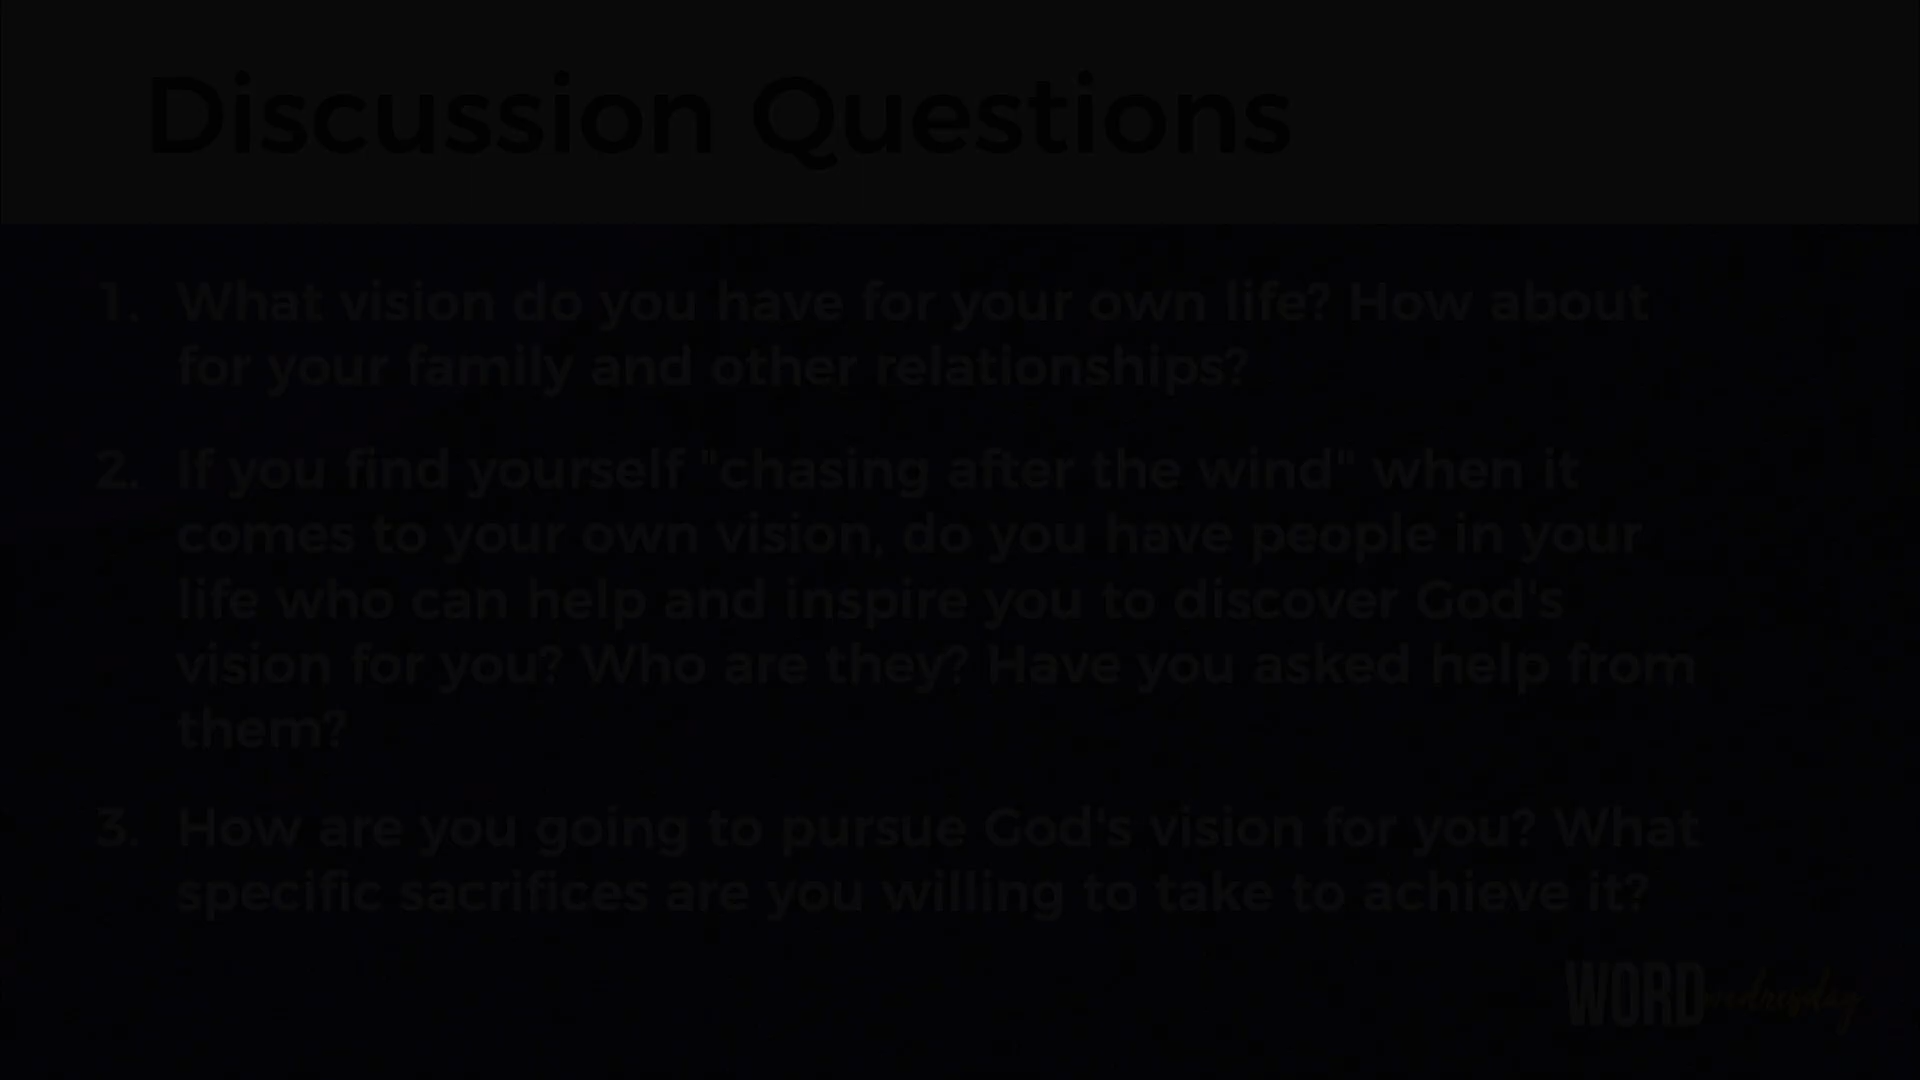 Discussion Questions
1. What vision do you have for your own life? How about
for your family and other relationships?
2. If you find yourself "chasing after the wind" when it
comes to your own vision, do you have people in your
life who can help and inspire you to discover God's
vision for you? Who are they? Have you asked help from
them?
3. How are you going to pursue God's vision for you? What
specific sacrifices are you willing to take to achieve it?
WORD wednesday